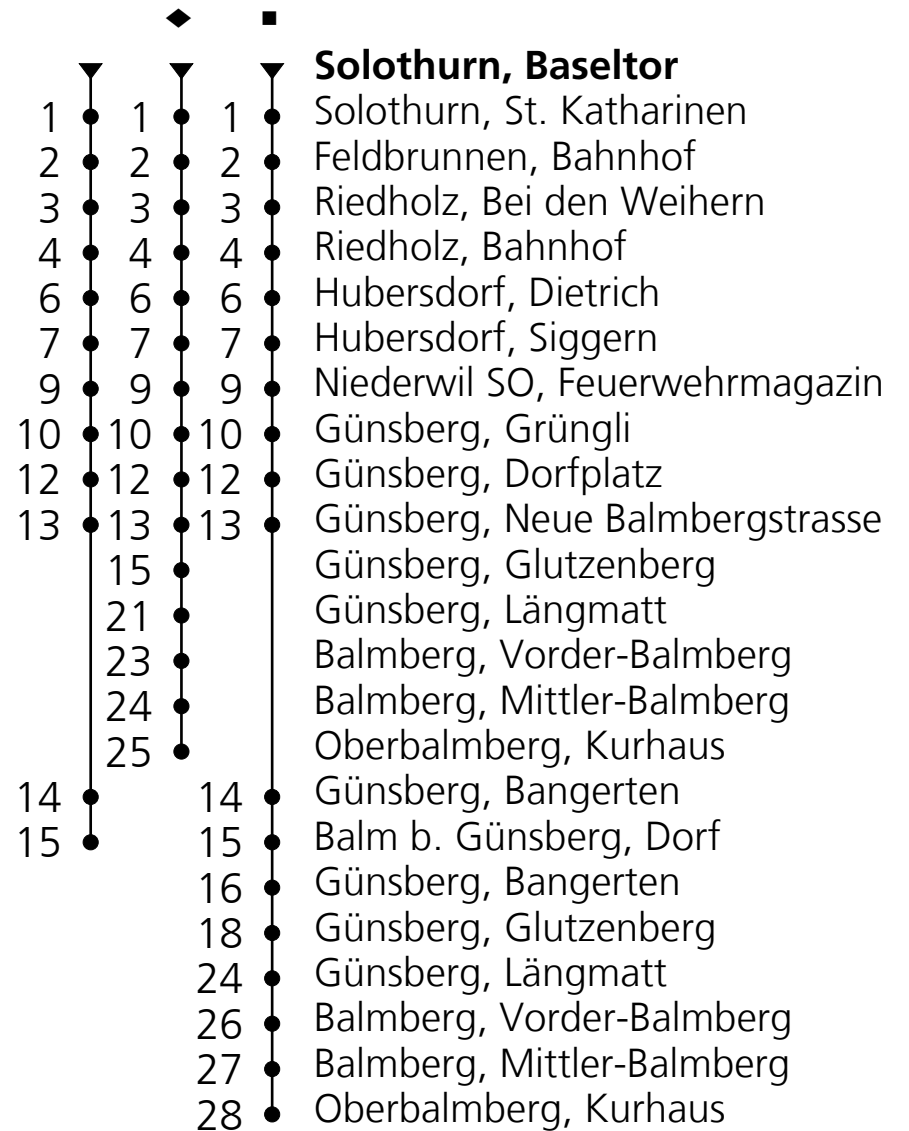 ◆ ■
Solothurn, Baseltor
1 1 1 Solothurn, St. Katharinen
2 2 2 Feldbrunnen, Bahnhof
3 3 3 Riedholz, Bei den Weihern
4 4 4 Riedholz, Bahnhof
6 6 6 Hubersdorf, Dietrich
7 7 7 Hubersdorf, Siggern
9 9 9 Niederwil SO, Feuerwehrmagazin
10 10 10 Günsberg, Grüngli
12 12 12 Günsberg, Dorfplatz
13 13 13 Günsberg, Neue Balmbergstrasse
15 Günsberg, Glutzenberg
21 Günsberg, Längmatt
23 Balmberg, Vorder-Balmberg
24 Balmberg, Mittler-Balmberg
25 Oberbalmberg, Kurhaus
14 14 Günsberg, Bangerten
15 15 Balm b. Günsberg, Dorf
16 Günsberg, Bangerten
18 Günsberg, Glutzenberg
24 Günsberg, Längmatt
26 Balmberg, Vorder-Balmberg
27 Balmberg, Mittler-Balmberg
28 Oberbalmberg, Kurhaus